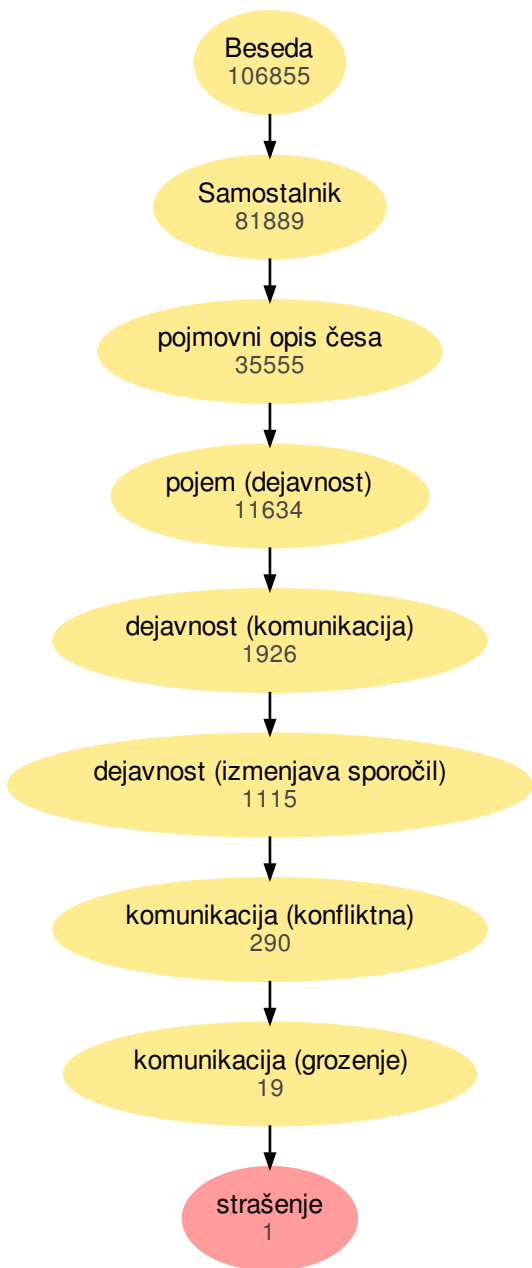 Beseda
106855
Samostalnik
81889
pojmovni opis česa
35555
pojem (dejavnost)
11634
dejavnost (komunikacija)
1926
dejavnost (izmenjava sporočil)
1115
komunikacija (konfliktna)
290
komunikacija (grozenje)
19
strašenje
1